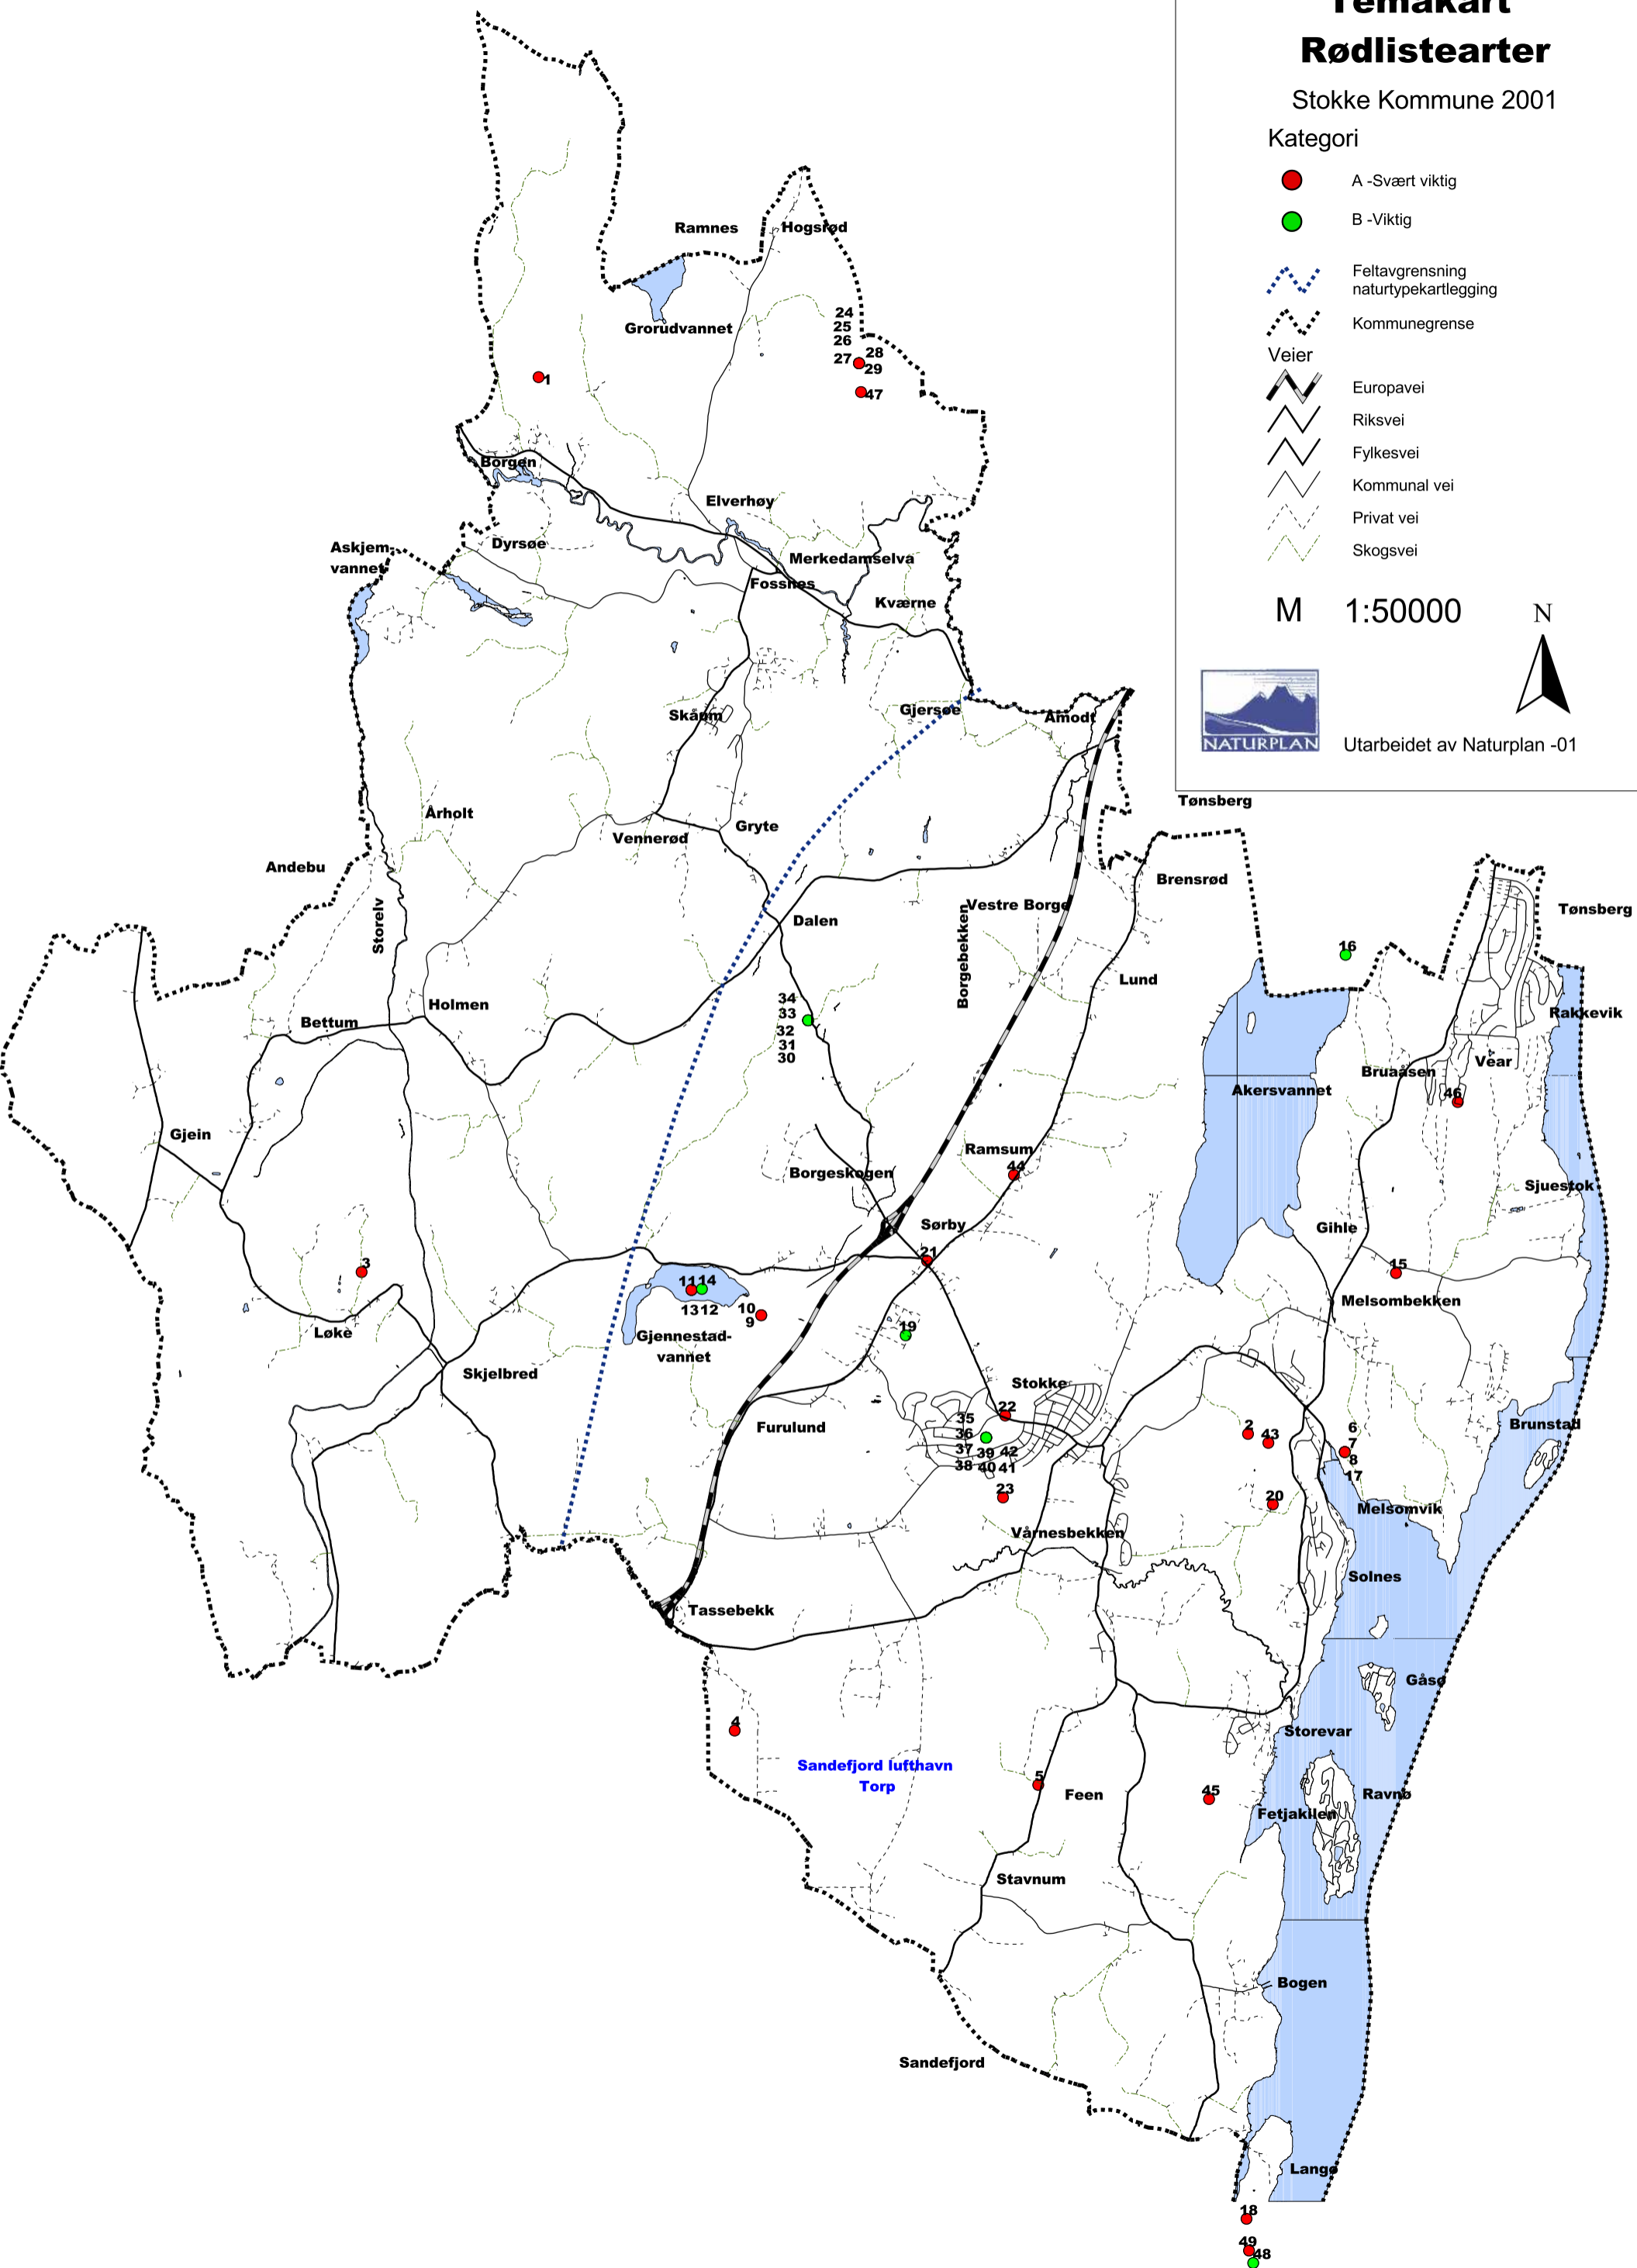 Temakart
Rødlistearter
Stokke Kommune 2001
Kategori
A -Svært viktig
B -Viktig
Feltavgrensning
naturtypekartlegging
Kommunegrense
Veier
Europavei
Riksvei
Fylkesvei
Kommunal vei
Privat vei
Skogsvei
M 1:50000
N
NATURPLAN
Utarbeidet av Naturplan -01
Ramnes
Hogsrød
Grorudvannet
24
25
26
27
28
29
47
1
Borgen
Elverhøy
Dyrsøe
Askjem-
vannet
Merkedamselva
Fossnes
Kværne
Gjersøe
Åmodt
Skåum
Tønsberg
Årholt
Gryte
Vennerød
Andebu
Brensrød
Vestre Borge
Tønsberg
Storelv
Dalen
Borgebekken
16
Lund
Holmen
34
33
32
31
30
Bettum
Rakkevik
Vear
Bruaåsen
Akersvannet
46
Gjein
Ramsum
44
Borgeskogen
Sjuestok
Sørby
Gihle
21
3
15
11 14
13 12
10
9
Melsombekken
19
Løke
Gjennestad-
vannet
Skjelbred
Stokke
22
Furulund
35
36
37
38
39
40
42
41
2
43
6
7
8
17
Brunstad
23
20
Melsomvik
Vårnesbekken
Solnes
Tassebekk
Gåsø
4
Storevar
Sandefjord lufthavn
Torp
5
Feen
45
Ravnø
Fetjakilen
Stavnum
Bogen
Sandefjord
Langø
18
49
48